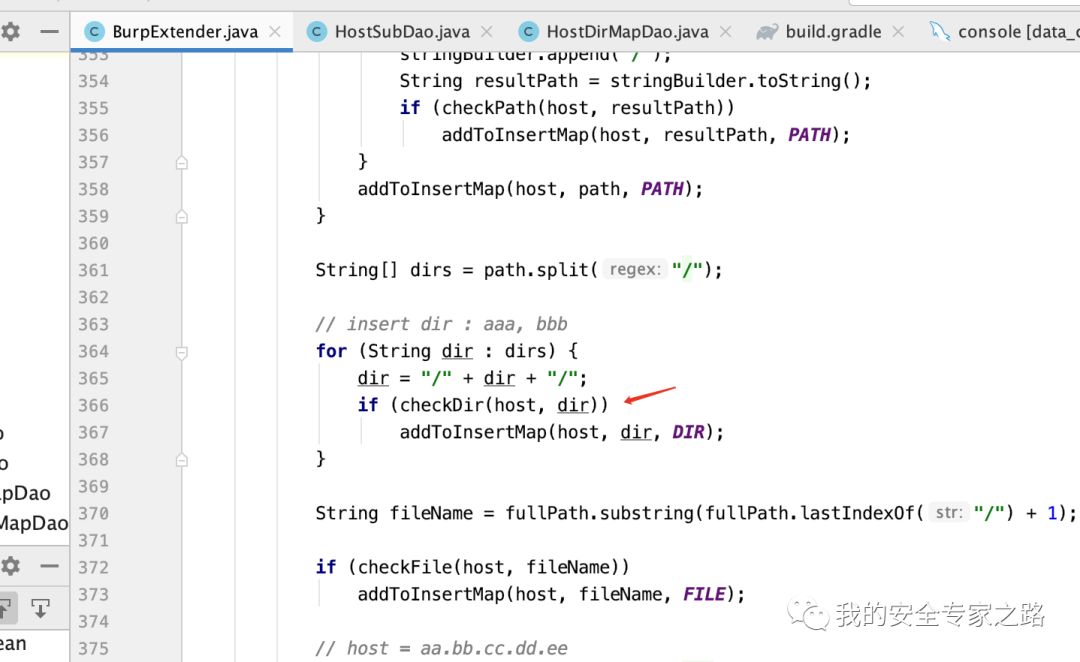 BurpExtender.java HostSubDao.java HostDirMapDao.java build.gradle console [data_
353 stringBuilder.append("/");
354 String resultPath = stringBuilder.toString();
355 if (checkPath(host, resultPath))
356 addToInsertMap(host, resultPath, PATH);
357 }
358 addToInsertMap(host, path, PATH);
359 }
360
361 String[] dirs = path.split( regex: "/");
362
363 // insert dir : aaa, bbb
364 for (String dir : dirs) {
365 dir = "/" + dir + "/";
366 if (checkDir(host, dir))
367 addToInsertMap(host, dir, DIR);
368 }
369
370 String fileName = fullPath.substring(fullPath.lastIndexOf( str: "/") + 1);
371
372 if (checkFile(host, fileName))
373 addToInsertMap(host, fileName, FILE);
374
375 // host = aa.bb.cc.dd.ee
o
o
apDao
MapDao
ean
我的安全专家之路